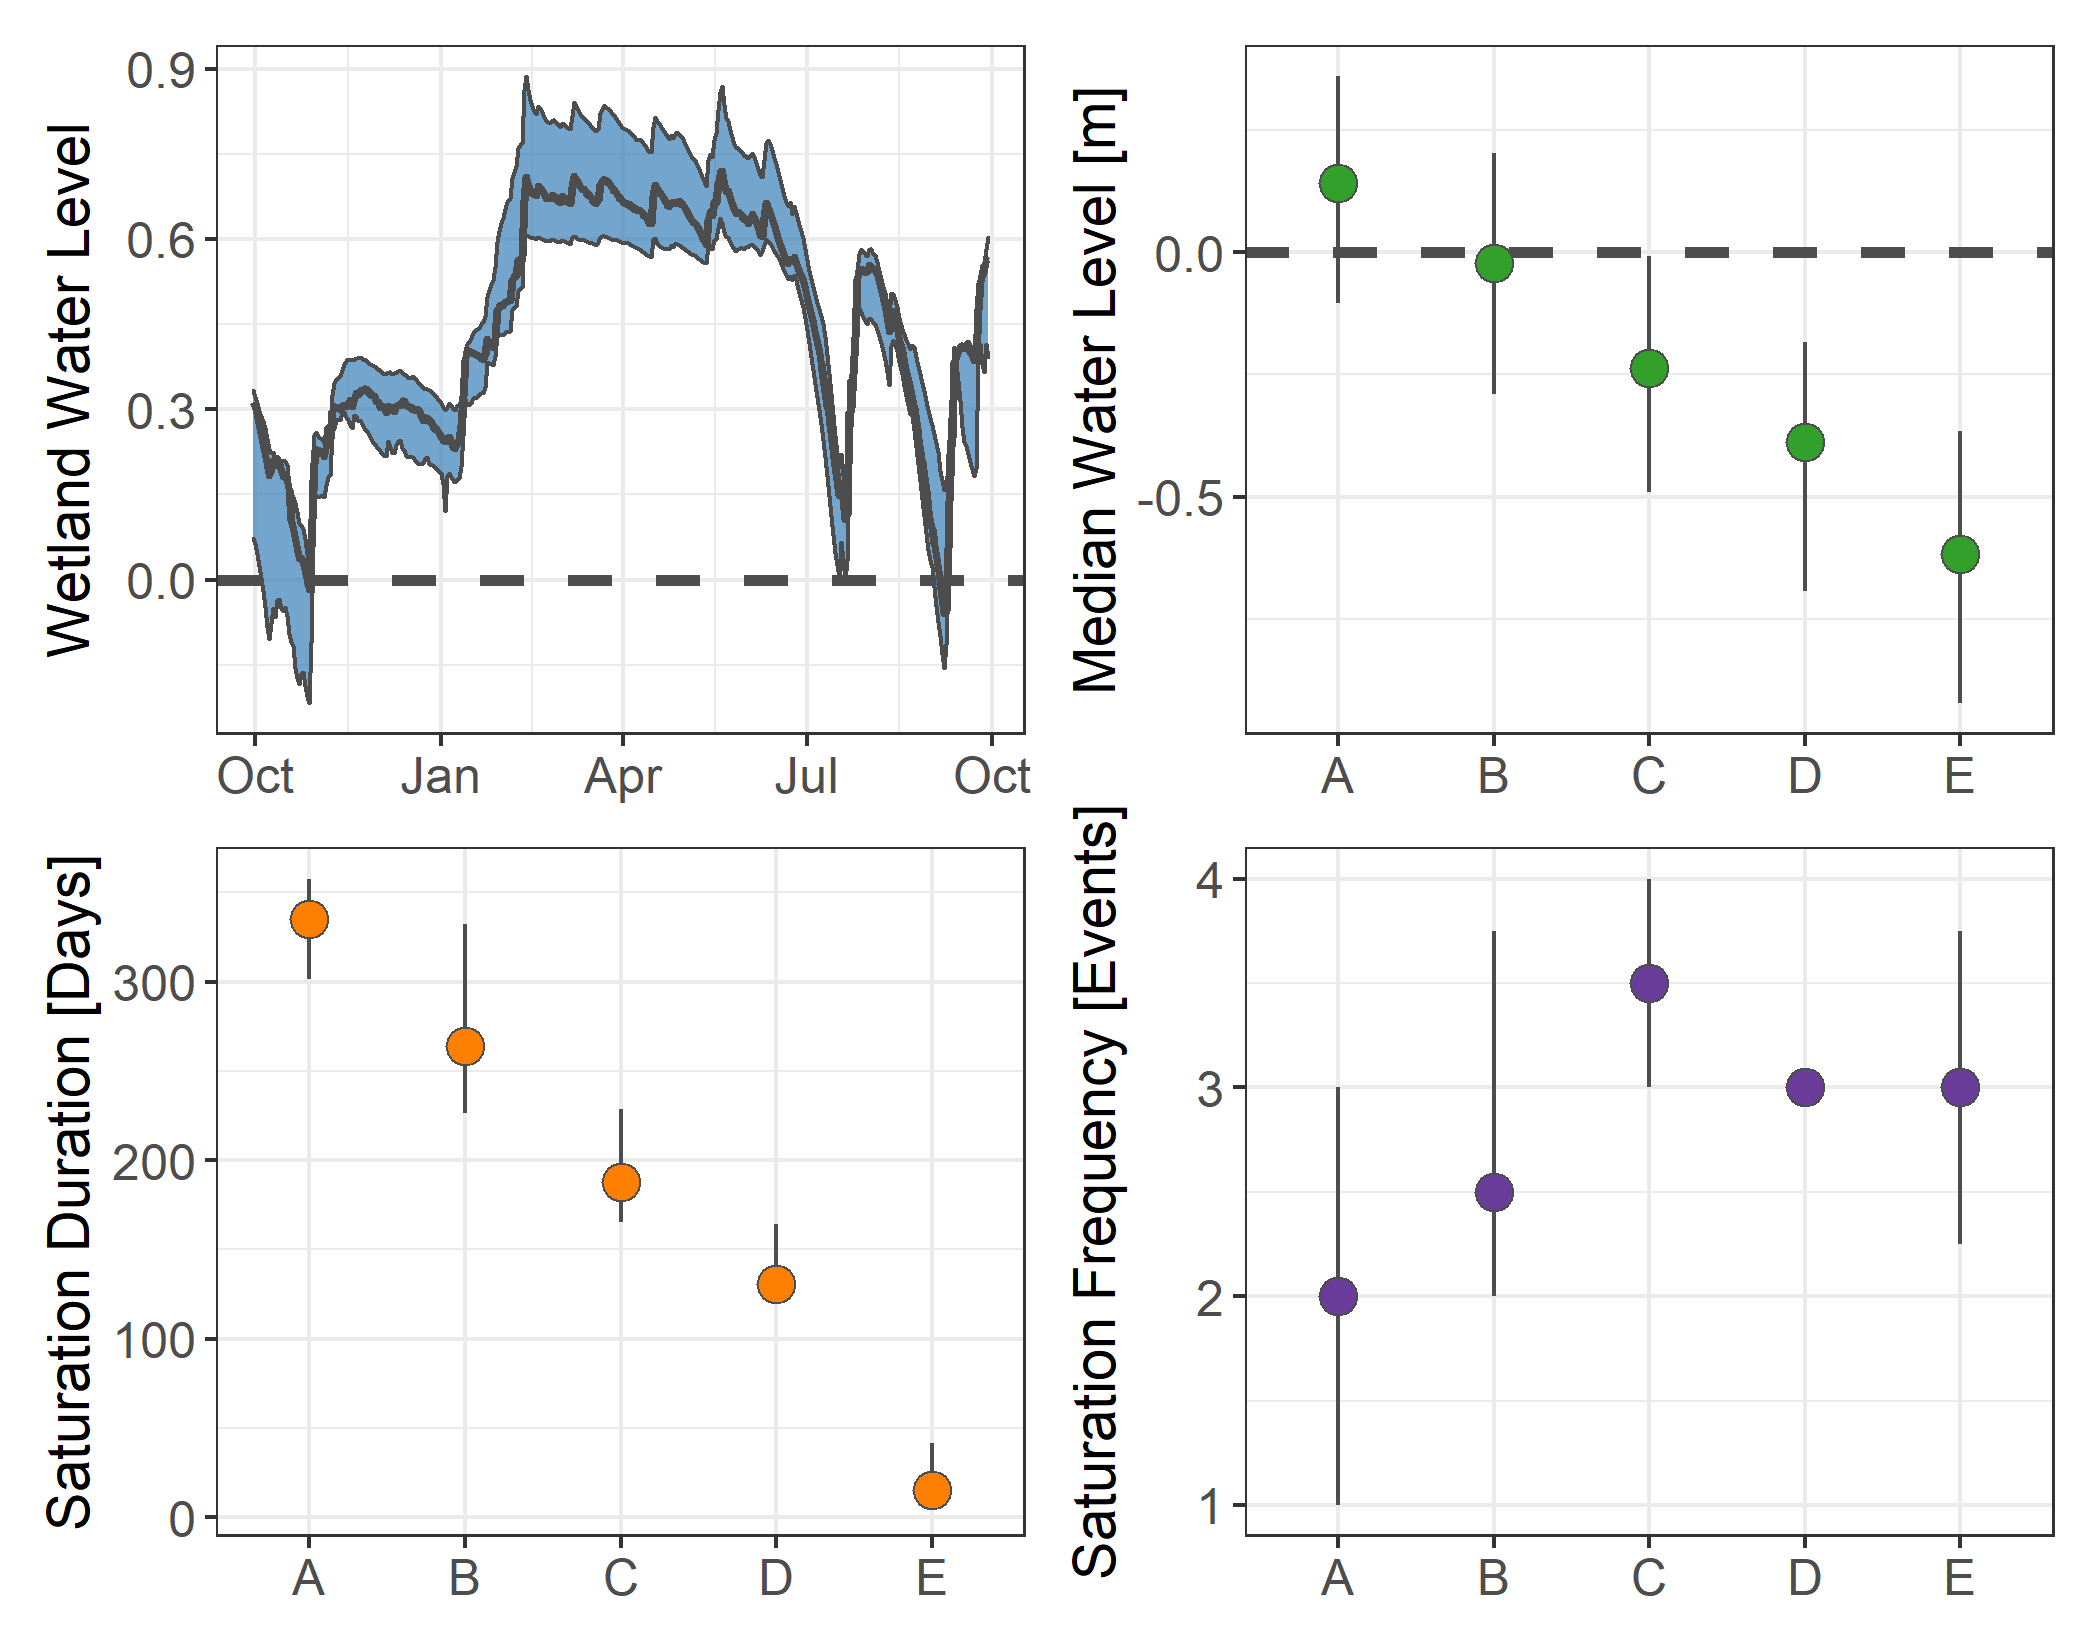 Wetland Water Level
0.9
0.6
0.3
0.0
Oct Jan Apr Jul Oct
Median Water Level [m]
0.0
-0.5
A B C D E
Saturation Duration [Days]
300
200
100
0
A B C D E
Saturation Frequency [Events]
4
3
2
1
A B C D E